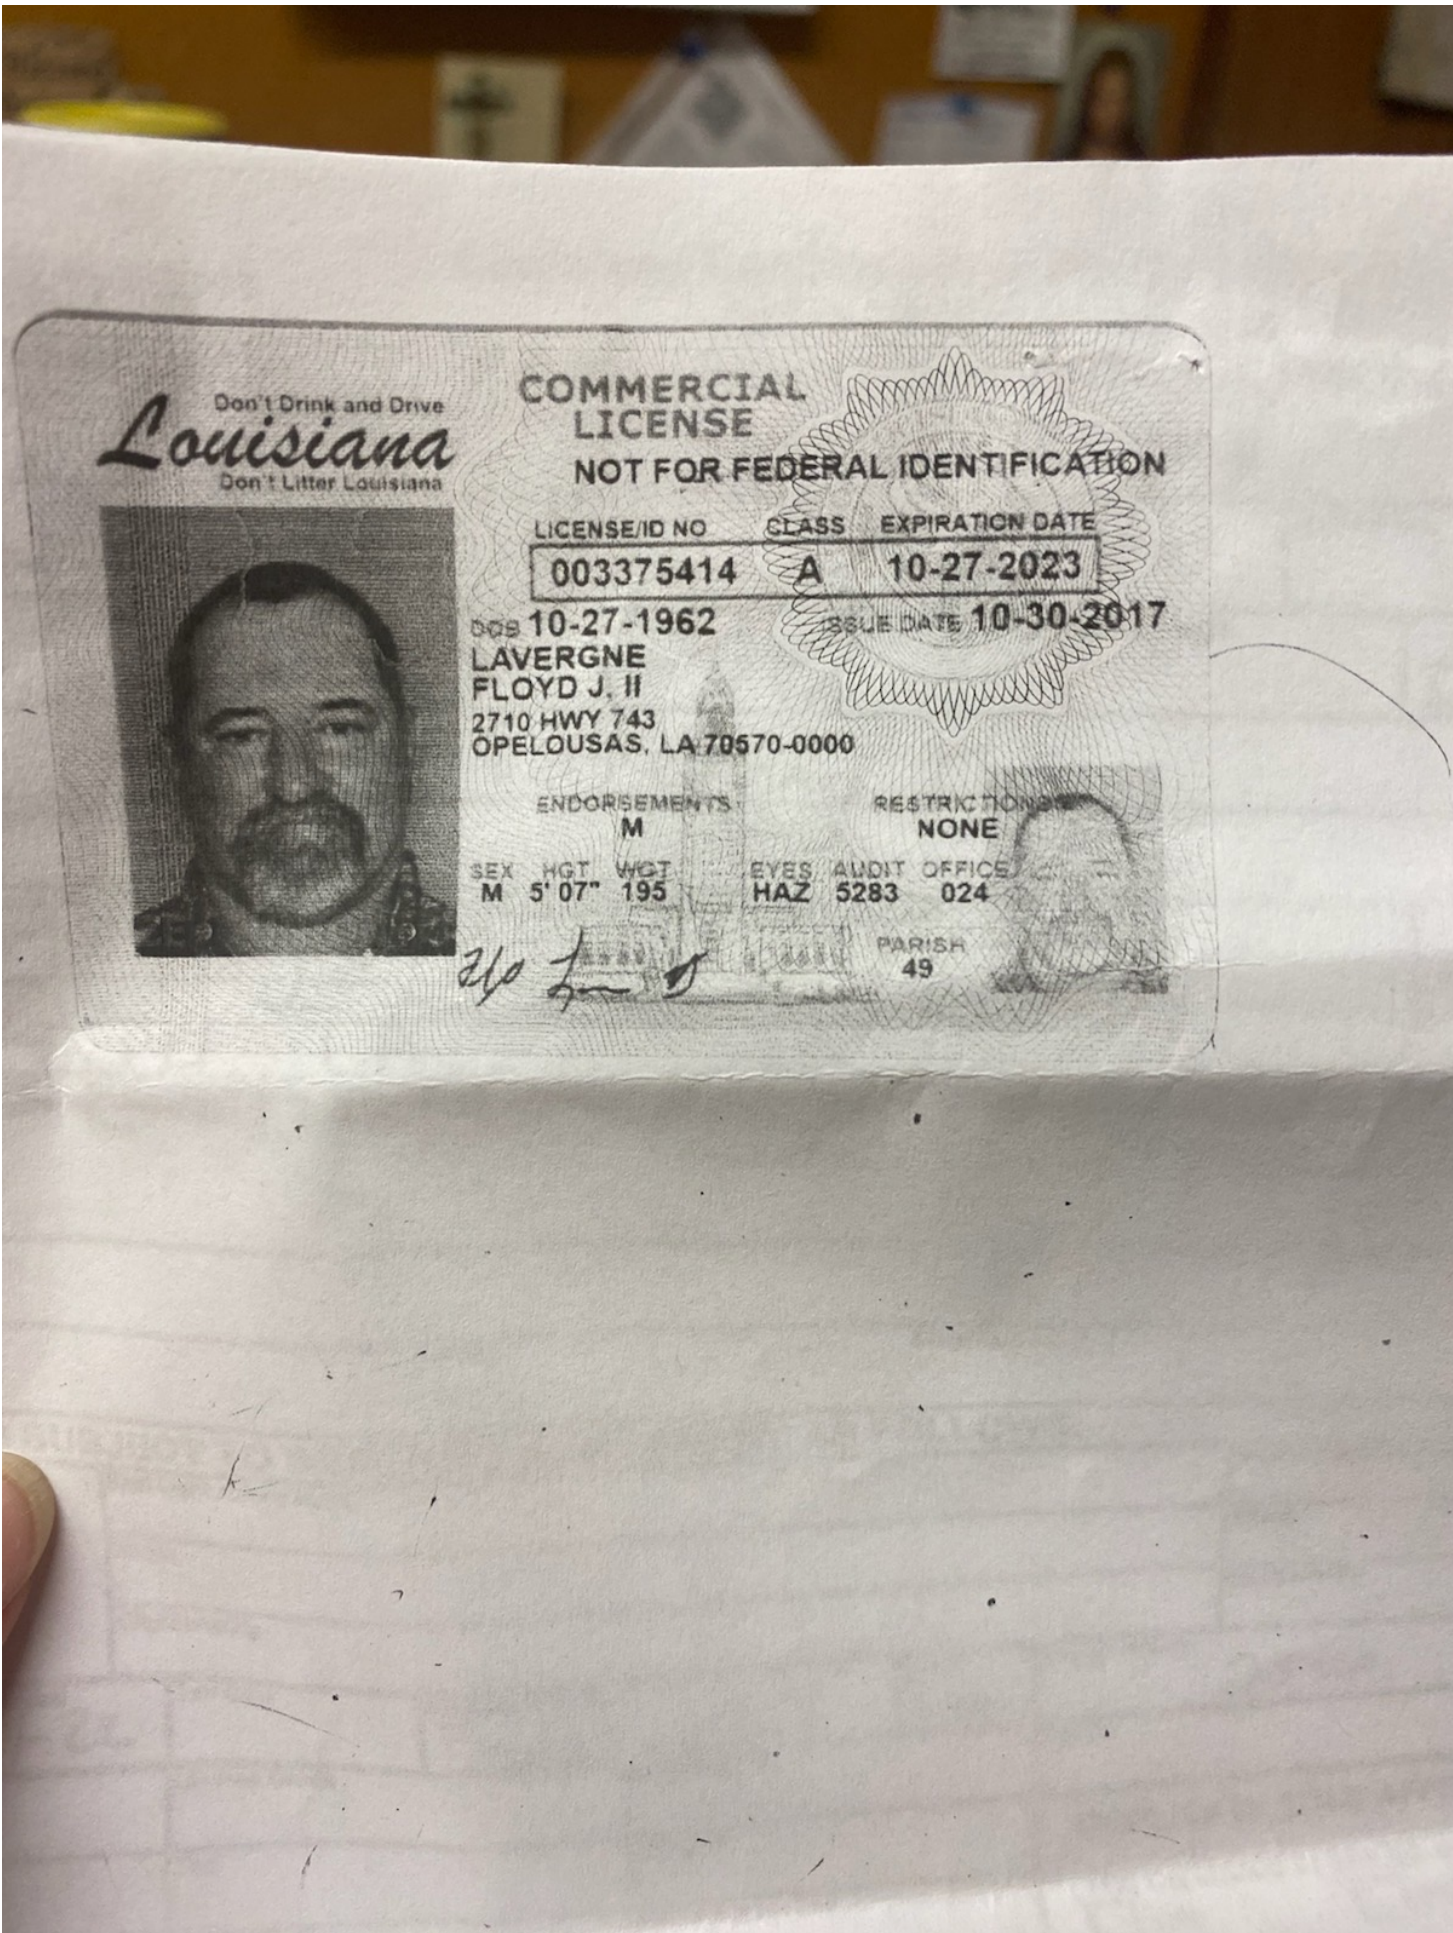 Don't Drink and Drive
Louisiana
Don't Litter Louisiana
COMMERCIAL
LICENSE
NOT FOR FEDERAL IDENTIFICATION
LICENSE/ID NO CLASS EXPIRATION DATE
003375414 A 10-27-2023
DOB 10-27-1962 ISSUE DATE 10-30-2017
LAVERGNE
FLOYD J. II
2710 HWY 743
OPELOUSAS, LA 70570-0000
ENDORSEMENTS RESTRICTIONS
M NONE
SEX HGT WGT EYES AUDIT OFFICE
M 5' 07" 195 HAZ 5283 024
PARISH
49